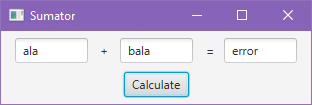 Sumator
ala + bala = error
Calculate